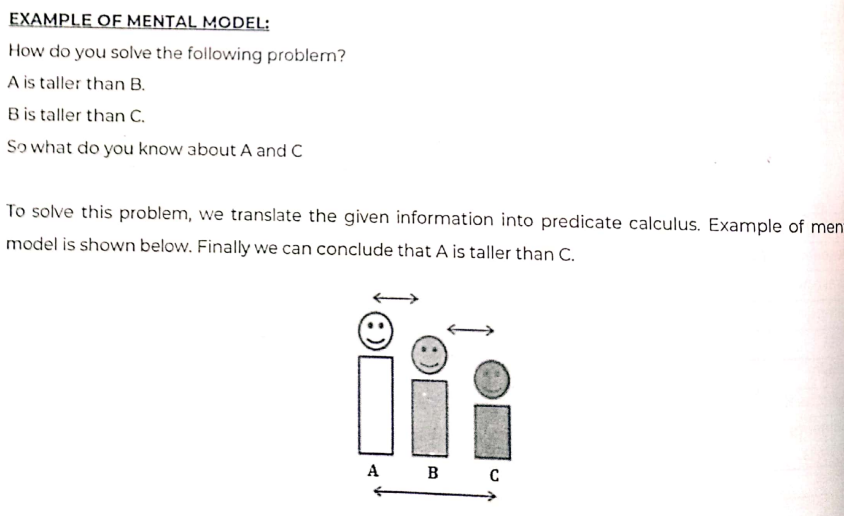 EXAMPLE OF MENTAL MODEL:
How do you solve the following problem?
A is taller than B.
B is taller than C.
So what do you know about A and C
To solve this problem, we translate the given information into predicate calculus. Example of men
model is shown below. Finally we can conclude that A is taller than C.
A B C